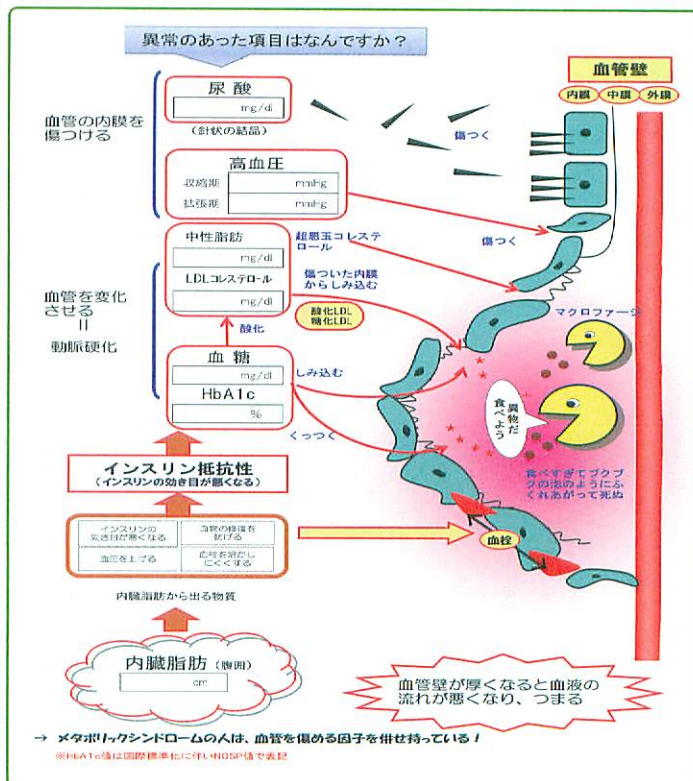 異常のあった項目はなんですか？
血管の内膜を
傷つける
尿酸
mg/dl
(針状の結晶)
高血圧
収縮期 mmHg
拡張期 mmHg
血管を変化
させる
||
動脈硬化
中性脂肪
mg/dl
LDLコレステロール
mg/dl
酸化
血糖
mg/dl
HbA1c
%
インスリン抵抗性
(インスリンの効き目が悪くなる)
インスリンの
効き目が悪くなる
血管の修復を
妨げる
血圧を上げる
血栓を溶かし
にくくする
内臓脂肪から出る物質
内臓脂肪（腹囲）
cm
血管壁
内膜 中膜 外膜
傷つく
傷つく
超悪玉コレステ
ロール
傷ついた内膜
からしみ込む
酸化LDL
糖化LDL
しみ込む
くっつく
マクロファージ
異物だ
食べよう
食べすぎてブクブ
クの泡のようにふ
くれあがって死ぬ
血栓
血管壁が厚くなると血液の
流れが悪くなり、つまる
→ メタボリックシンドロームの人は、血管を傷める因子を併せ持っている！
※HbA1c値は国際標準化に伴いNGSP値で表記